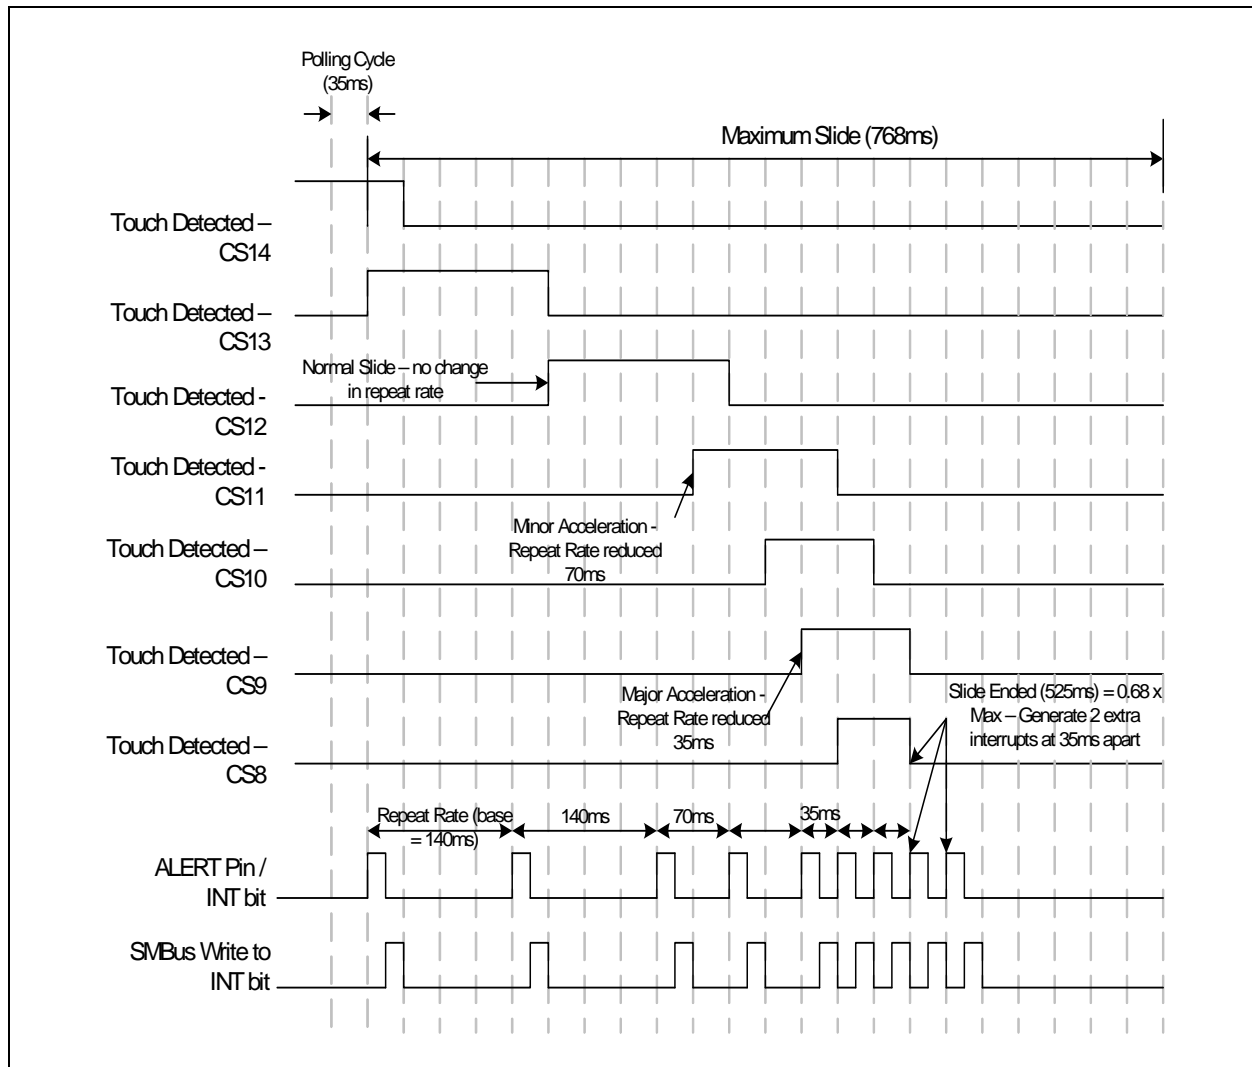 Polling Cycle
(35ms)
Maximum Slide (768ms)
Touch Detected –
CS14
Touch Detected –
CS13
Normal Slide – no change
in repeat rate
Touch Detected -
CS12
Touch Detected -
CS11
Minor Acceleration -
Repeat Rate reduced
70ms
Touch Detected –
CS10
Touch Detected –
CS9
Major Acceleration -
Repeat Rate reduced
35ms
Slide Ended (525ms) = 0.68 x
Max – Generate 2 extra
interrupts at 35ms apart
Touch Detected –
CS8
Repeat Rate (base
= 140ms)
140ms
70ms
35ms
ALERT Pin /
INT bit
SMBus Write to
INT bit